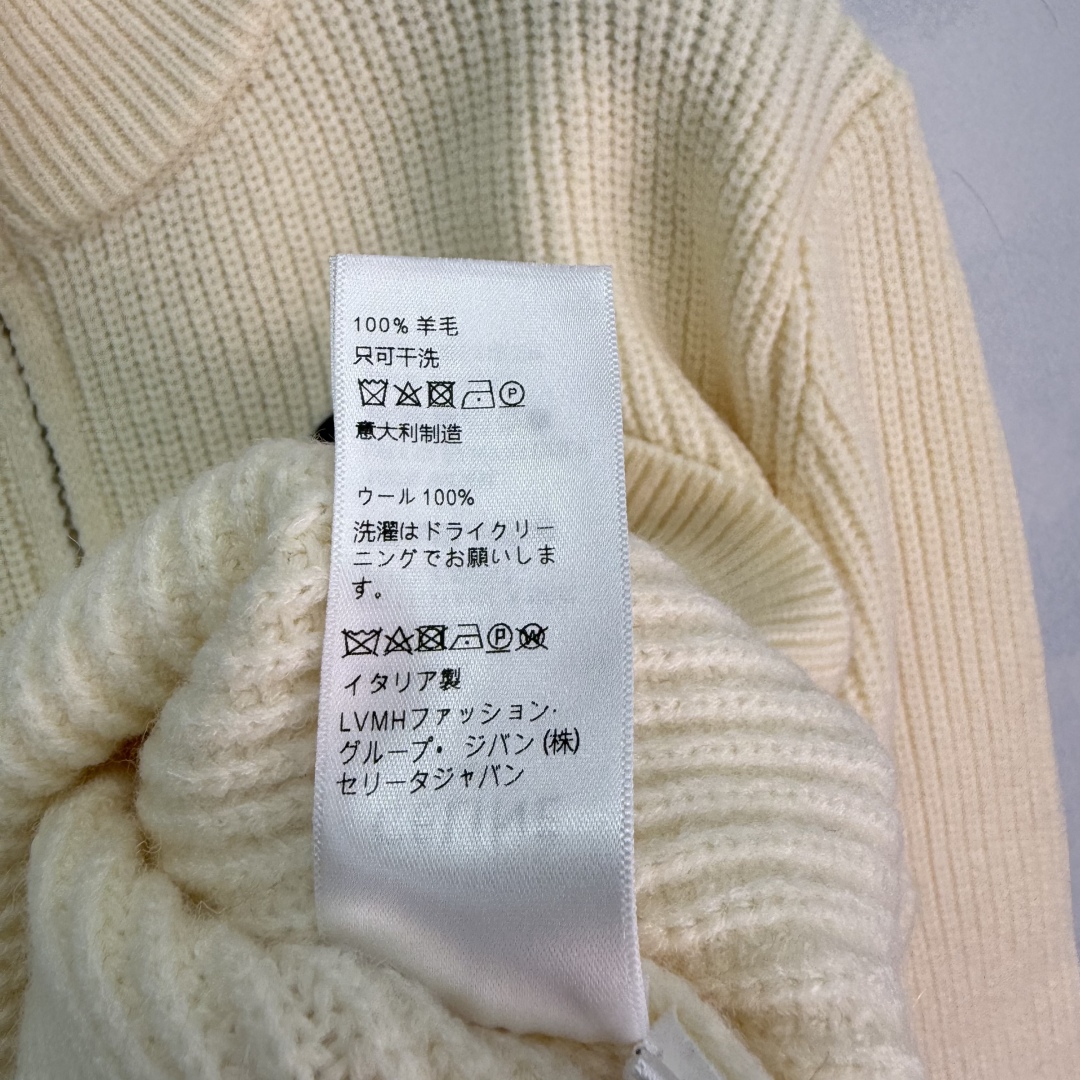 100% 羊毛
只可干洗
P
意大利制造
ウール 100%
洗濯はドライクリー
ニングでお願いしま
す。
P W
イタリア製
LVMHファッション・
グループ・ ジバン (株)
セリータジャバン